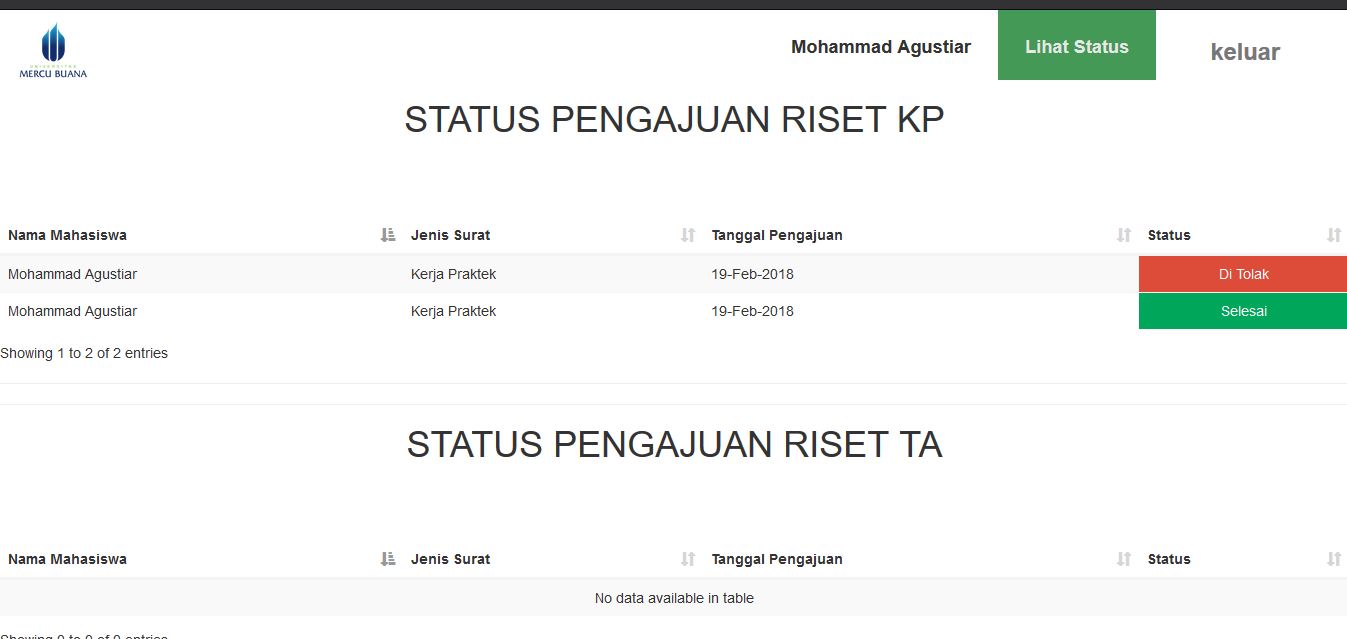 UNIVERSITAS
MERCU BUANA
Mohammad Agustiar
Lihat Status
keluar
STATUS PENGAJUAN RISET KP
Nama Mahasiswa Jenis Surat Tanggal Pengajuan Status
Mohammad Agustiar Kerja Praktek 19-Feb-2018 Di Tolak
Mohammad Agustiar Kerja Praktek 19-Feb-2018 Selesai
Showing 1 to 2 of 2 entries
STATUS PENGAJUAN RISET TA
Nama Mahasiswa Jenis Surat Tanggal Pengajuan Status
No data available in table
Showing 0 to 0 of 0 entries